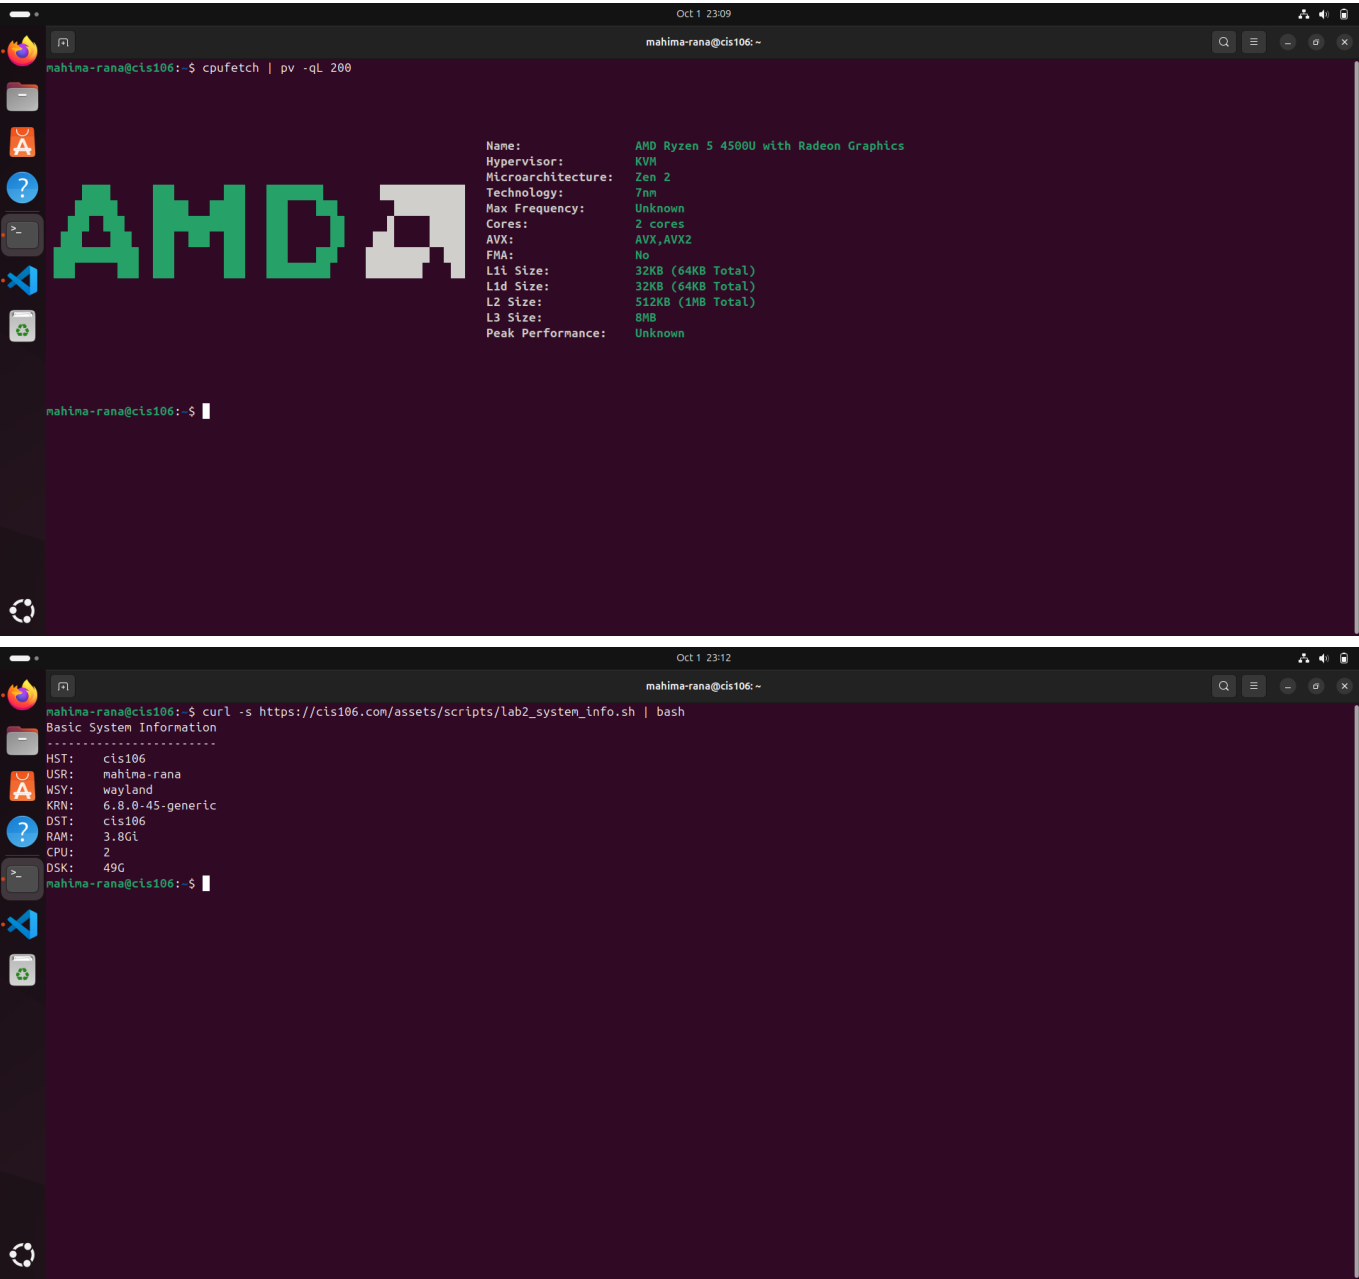 Oct 1 23:09
mahima-rana@cis106: ~
mahima-rana@cis106:~$ cpufetch | pv -qL 200
AMD
Name: AMD Ryzen 5 4500U with Radeon Graphics
Hypervisor: KVM
Microarchitecture: Zen 2
Technology: 7nm
Max Frequency: Unknown
Cores: 2 cores
AVX: AVX,AVX2
FMA: No
L1i Size: 32KB (64KB Total)
L1d Size: 32KB (64KB Total)
L2 Size: 512KB (1MB Total)
L3 Size: 8MB
Peak Performance: Unknown
mahima-rana@cis106:~$
Oct 1 23:12
mahima-rana@cis106: ~
mahima-rana@cis106:~$ curl -s https://cis106.com/assets/scripts/lab2_system_info.sh | bash
Basic System Information
------------------------
HST: cis106
USR: mahima-rana
WSY: wayland
KRN: 6.8.0-45-generic
DST: cis106
RAM: 3.8Gi
CPU: 2
DSK: 49G
mahima-rana@cis106:~$